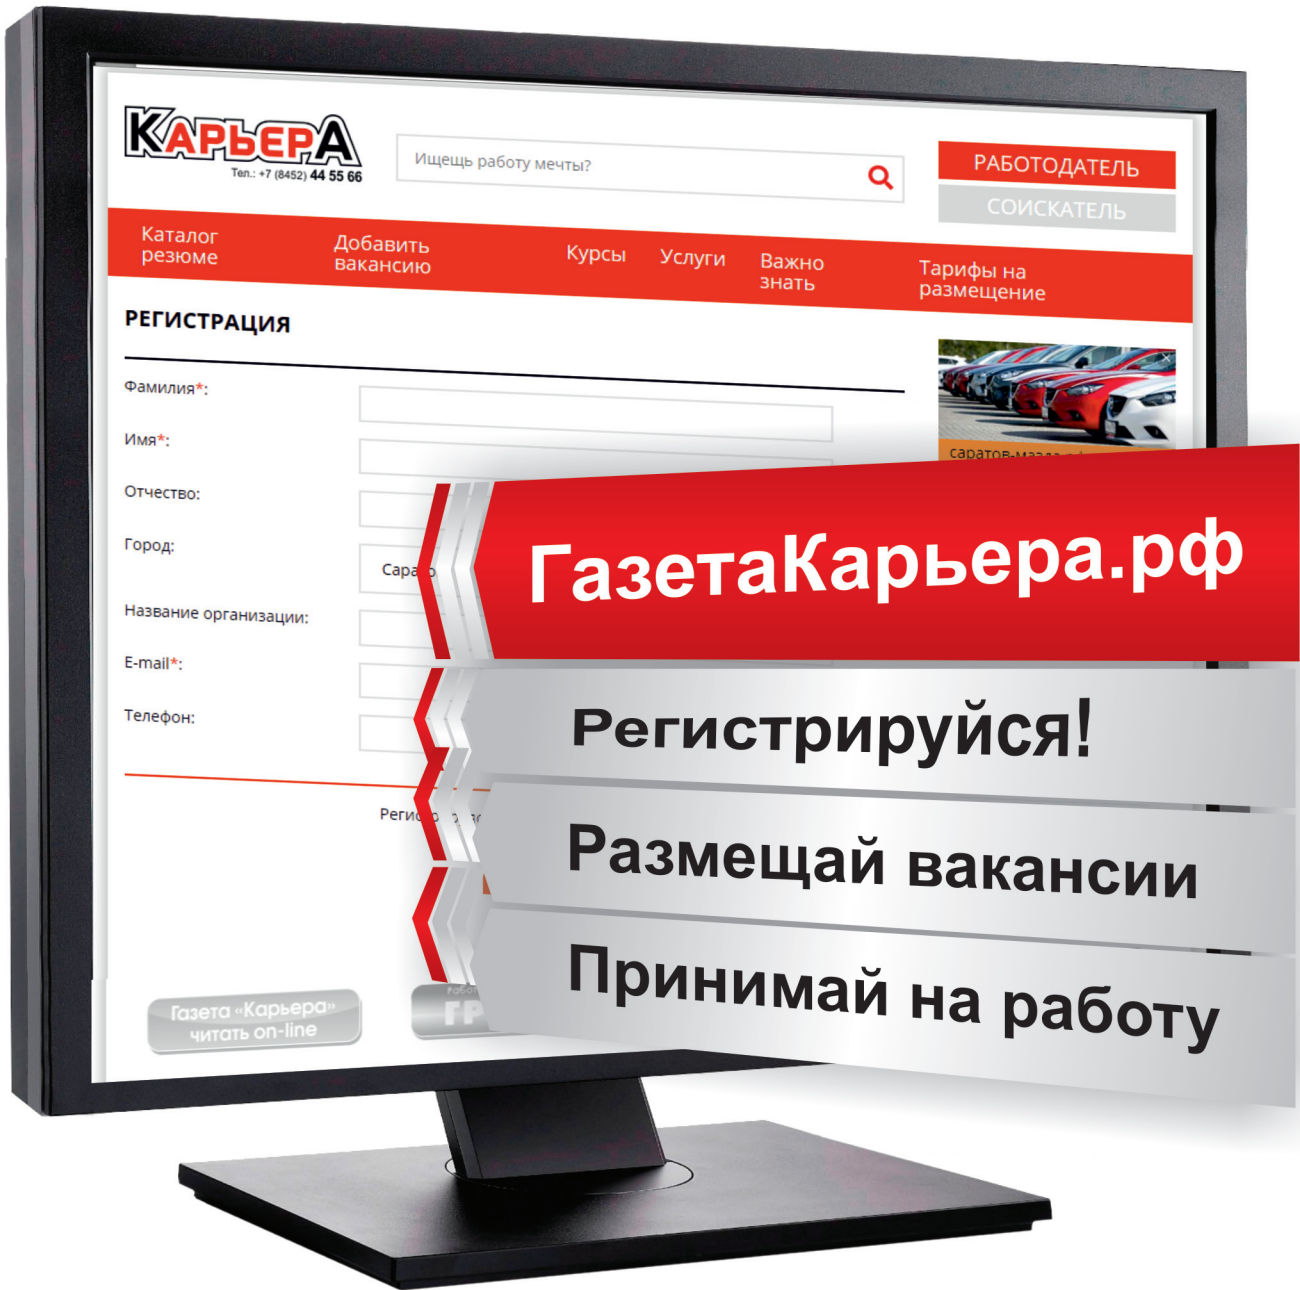 КАРЬЕРА
Тел.: +7 (8452) 44 55 66
Ищещь работу мечты?
РАБОТОДАТЕЛЬ
СОИСКАТЕЛЬ
Каталог
резюме
Добавить
вакансию
Курсы
Услуги
Важно
знать
Тарифы на
размещение
РЕГИСТРАЦИЯ
Фамилия*:
Имя*:
Отчество:
Город:
Название организации:
E-mail*:
Телефон:
ГазетаКарьера.рф
Регистрируйся!
Размещай вакансии
Принимай на работу
Газета «Карьера»
читать on-line